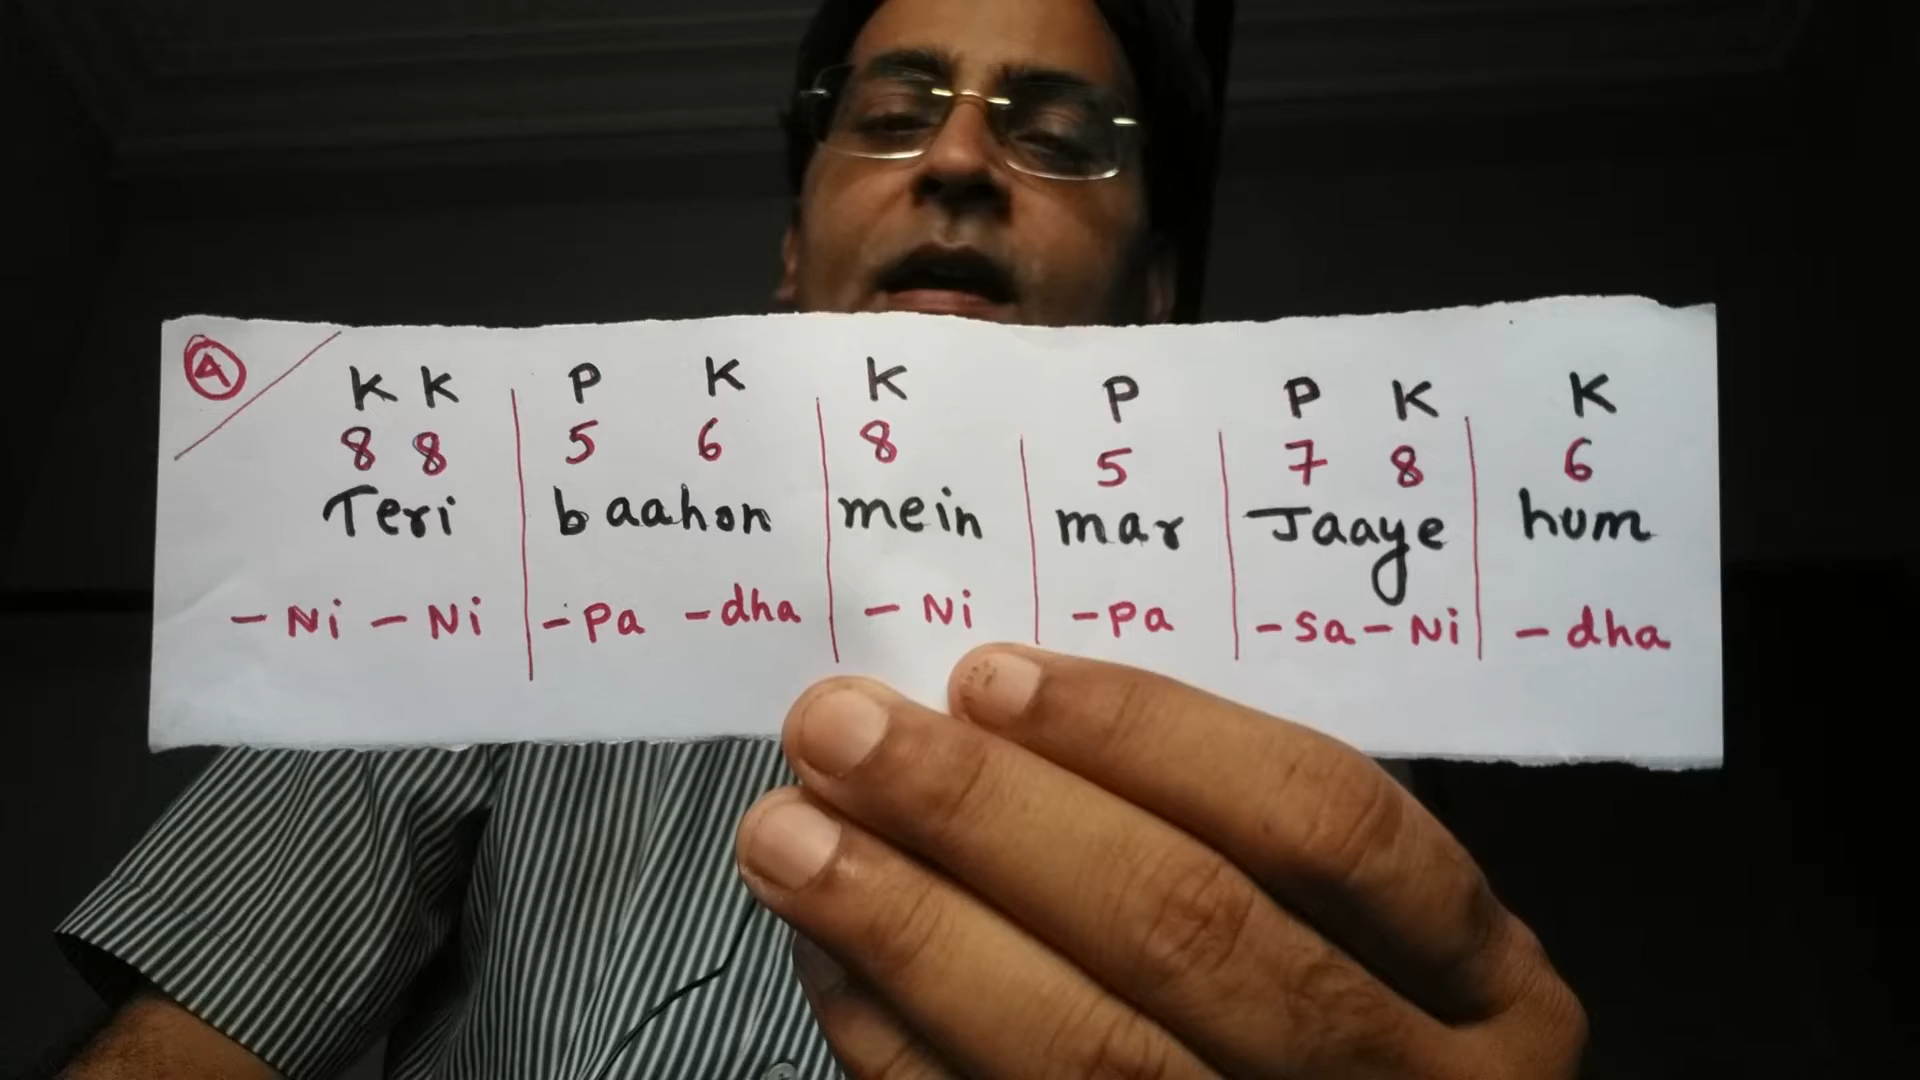 4
K K | P K | K | P | P K | K
8 8 | 5 6 | 8 | 5 | 7 8 | 6
Teri | baahon | mein | mar | Jaaye | hum
- Ni - Ni | - Pa - dha | - Ni | - Pa | - Sa - Ni | - dha